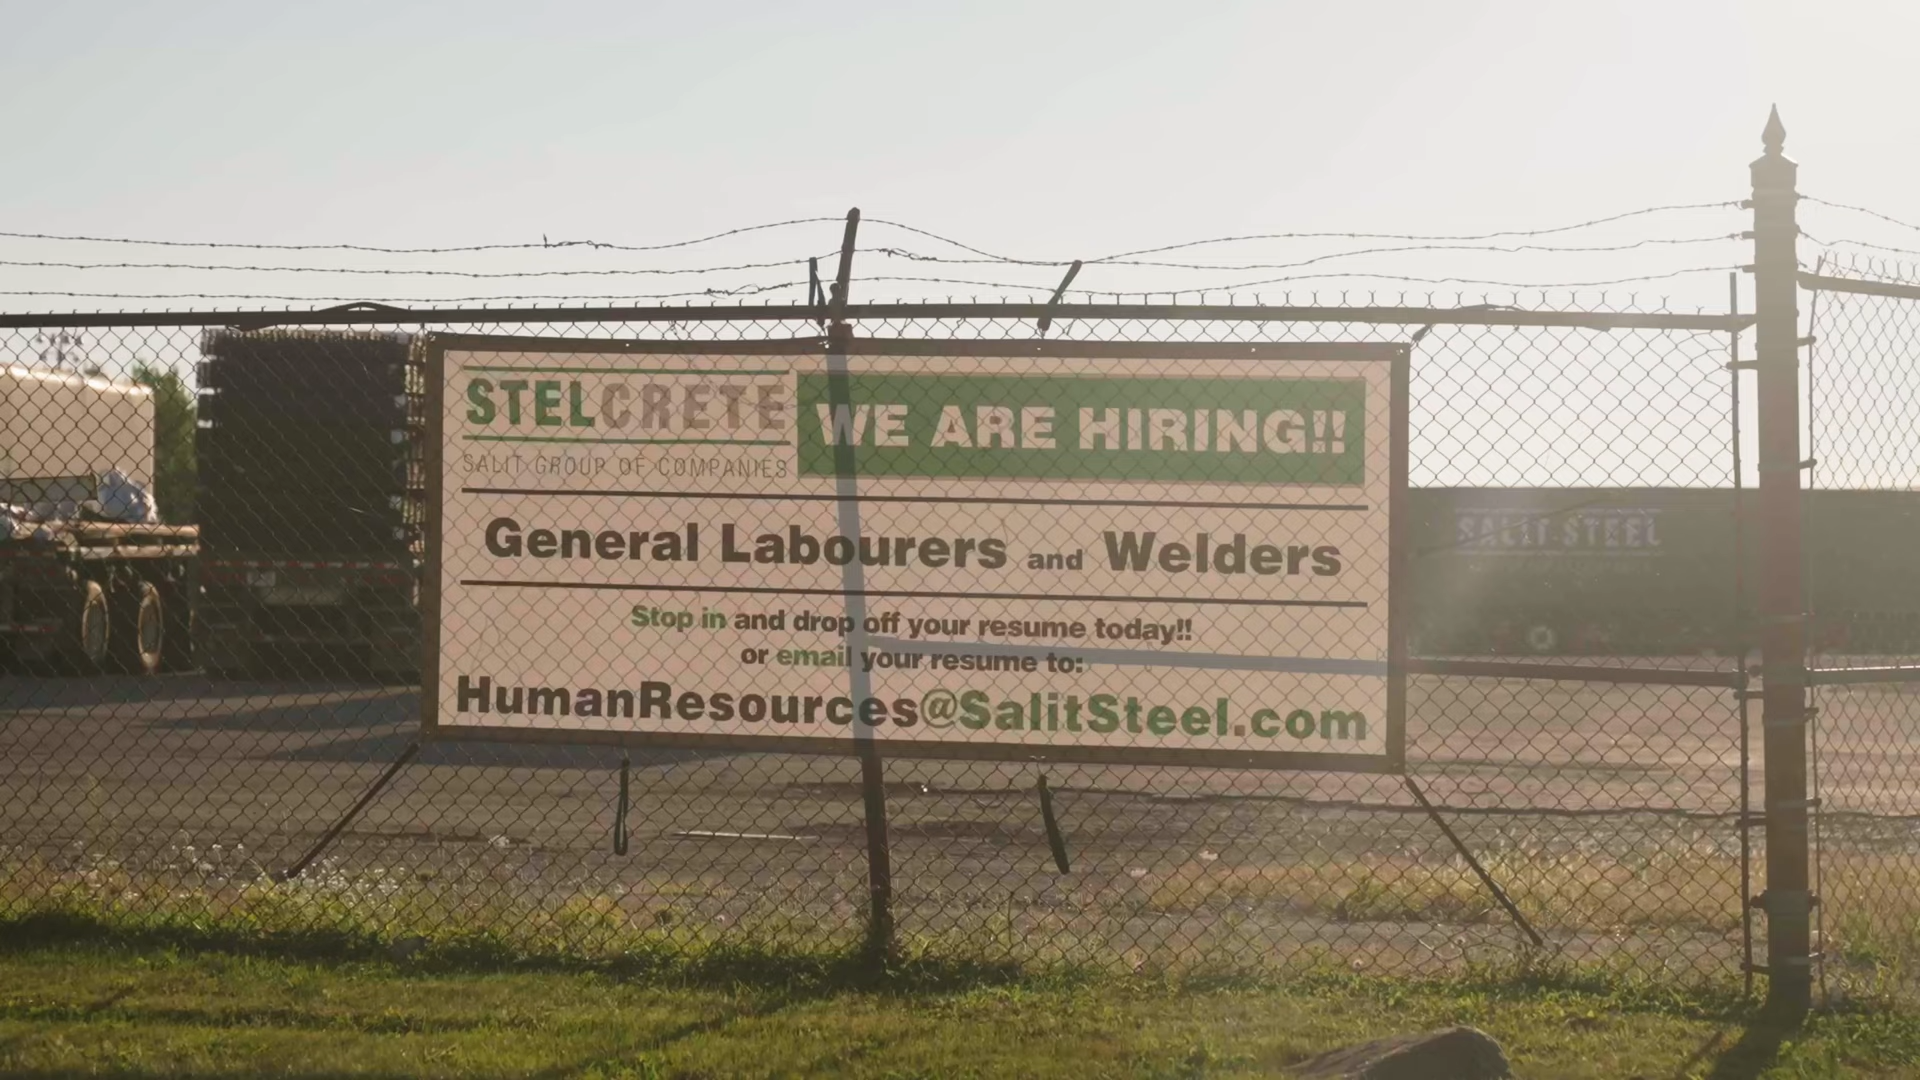 STELCRETE
SALIT GROUP OF COMPANIES
WE ARE HIRING!!
General Labourers and Welders
Stop in and drop off your resume today!!
or email your resume to:
HumanResources@SalitSteel.com
SALIT STEEL